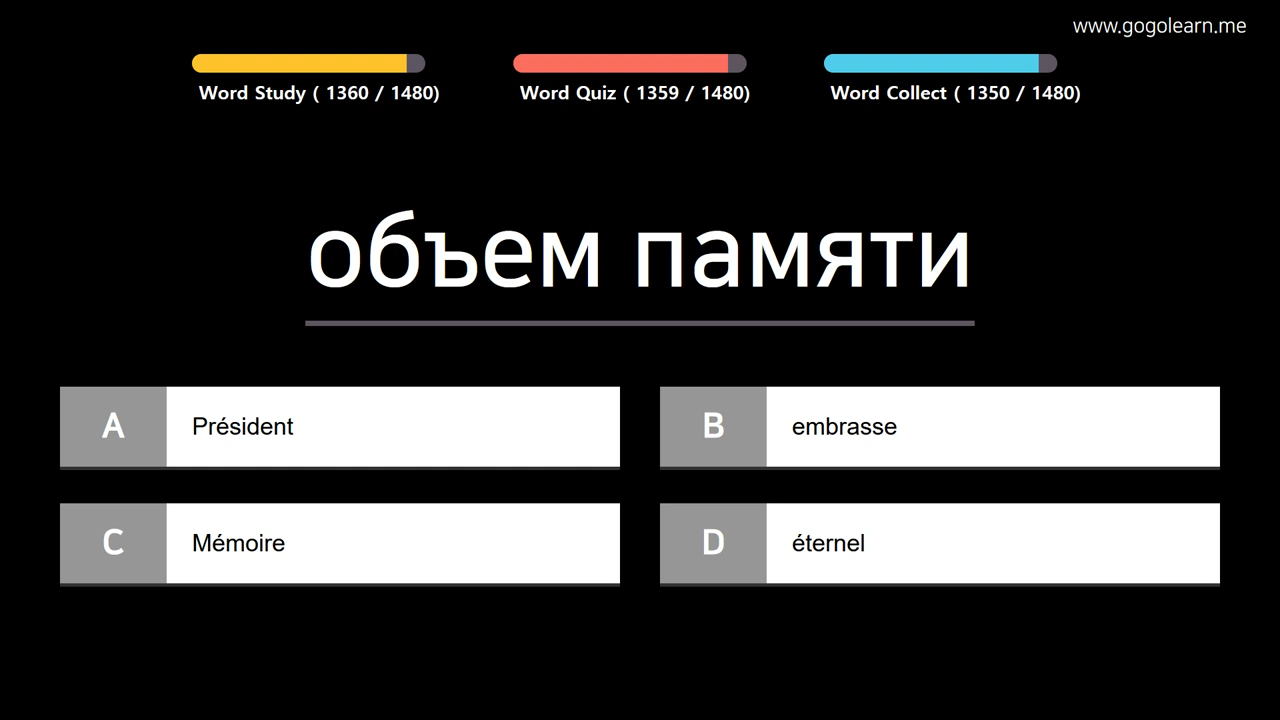 www.gogolearn.me
Word Study ( 1360 / 1480)
Word Quiz ( 1359 / 1480)
Word Collect ( 1350 / 1480)
объем памяти
A Président
B embrasse
C Mémoire
D éternel